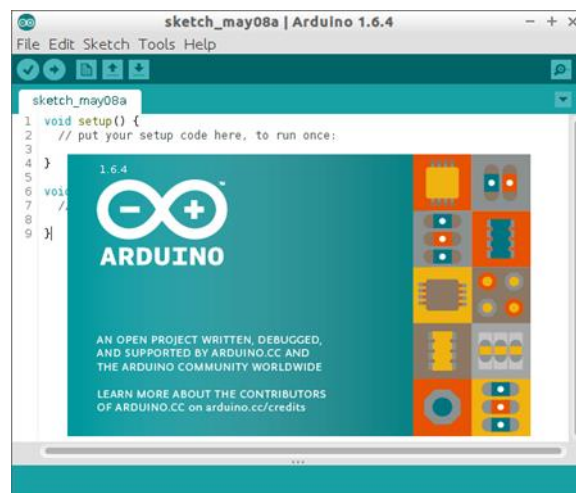 sketch_may08a | Arduino 1.6.4
File Edit Sketch Tools Help
sketch_may08a
1 void setup() {
2 // put your setup code here, to run once:
3
4 }
5
6 voi
7 //
8
9 }
1.6.4
ARDUINO
AN OPEN PROJECT WRITTEN, DEBUGGED,
AND SUPPORTED BY ARDUINO.CC AND
THE ARDUINO COMMUNITY WORLDWIDE
LEARN MORE ABOUT THE CONTRIBUTORS
OF ARDUINO.CC on arduino.cc/credits